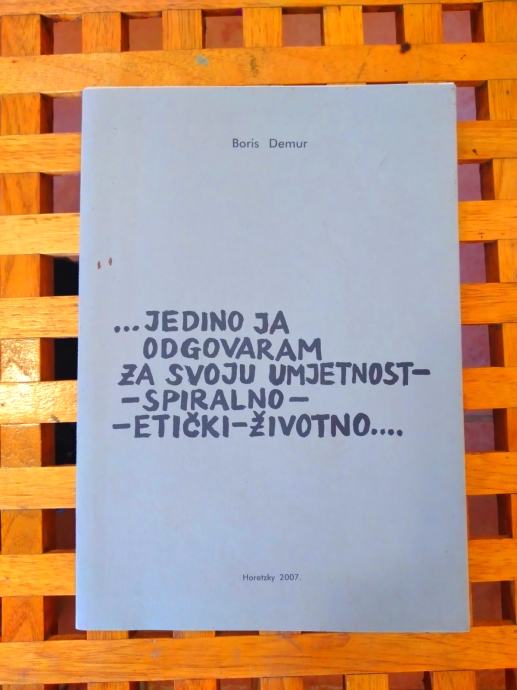 Boris Demur
...JEDINO JA
ODGOVARAM
ZA SVOJU UMJETNOST-
-SPIRALNO-
-ETIČKI-ŽIVOTNO....
Horetzky 2007.